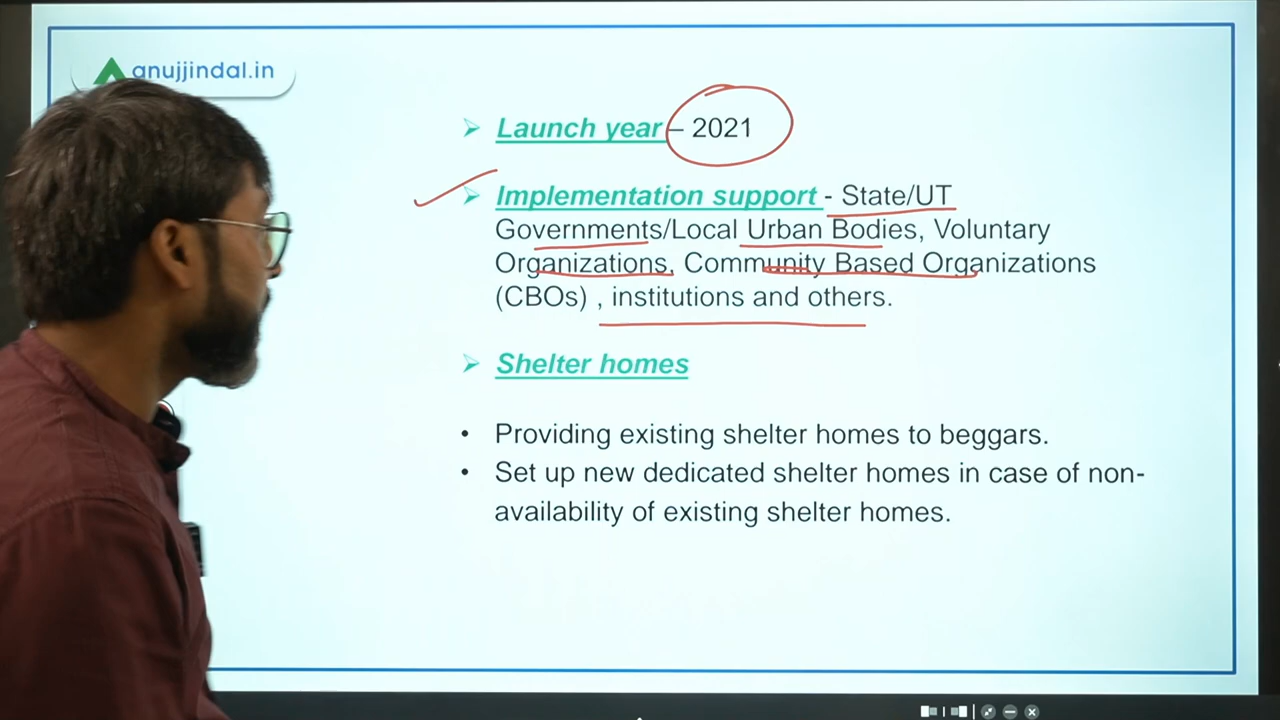 anujjindal.in
Launch year – 2021
Implementation support - State/UT
Governments/Local Urban Bodies, Voluntary
Organizations, Community Based Organizations
(CBOs) , institutions and others.
Shelter homes
• Providing existing shelter homes to beggars.
• Set up new dedicated shelter homes in case of non-
availability of existing shelter homes.